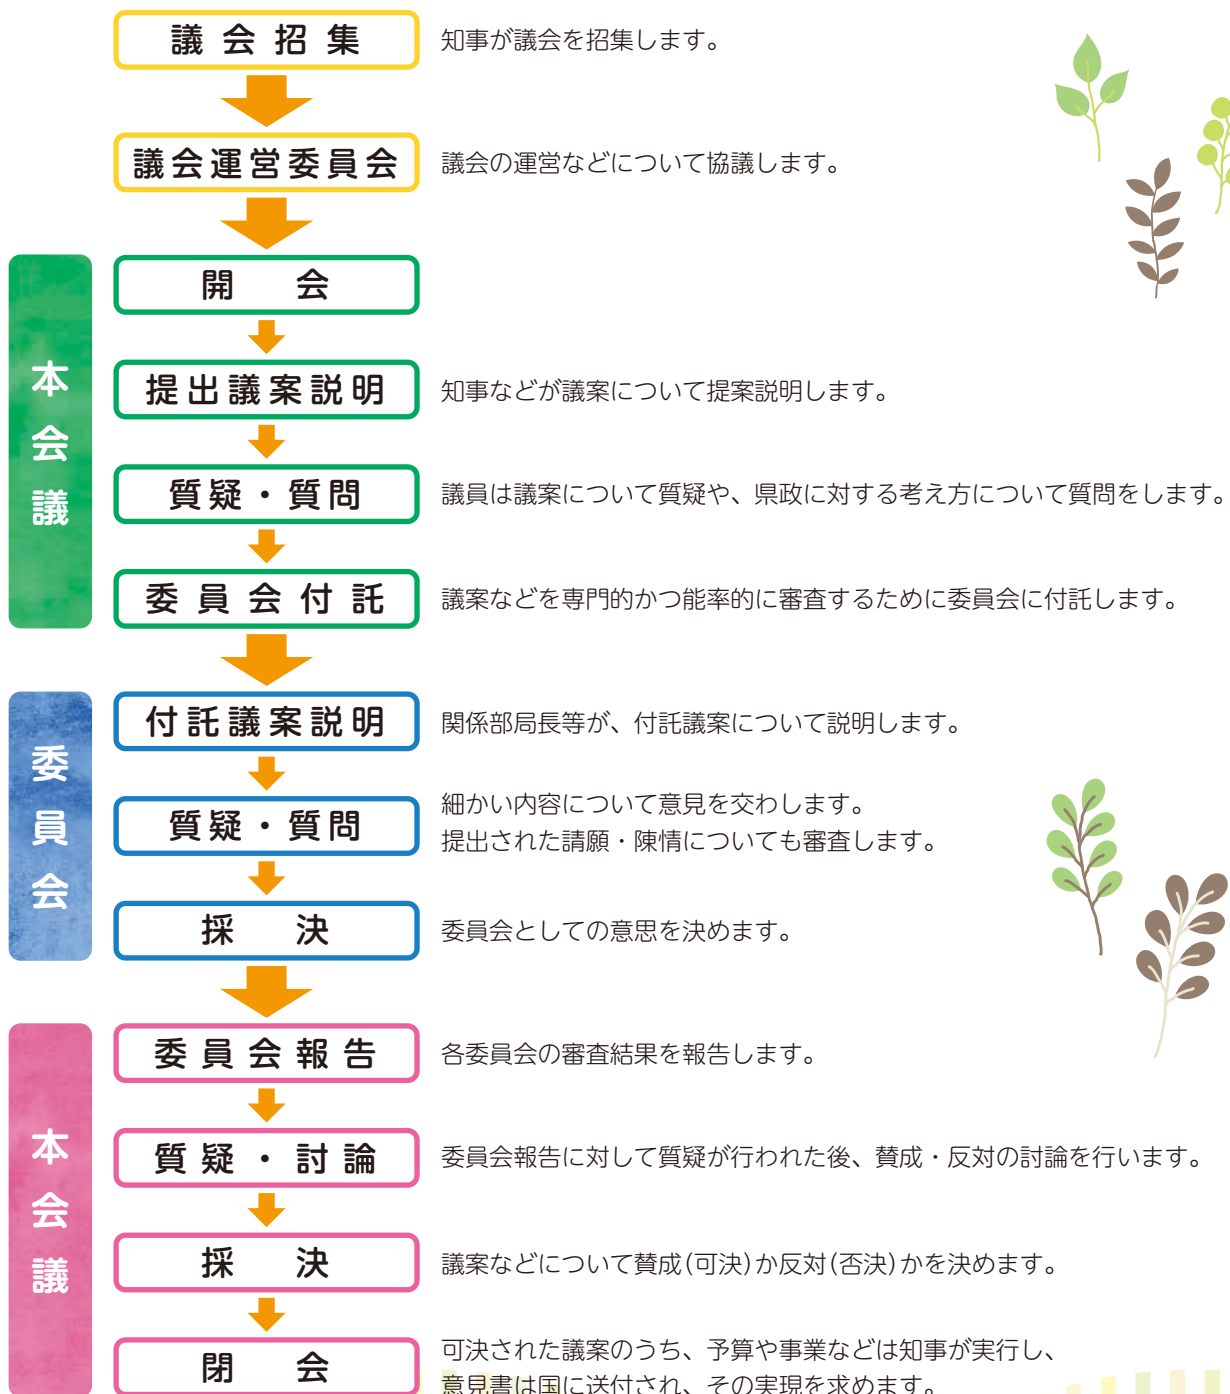 議会招集
知事が議会を招集します。
議会運営委員会
議会の運営などについて協議します。
本会議
開会
提出議案説明
知事などが議案について提案説明します。
質疑・質問
議員は議案について質疑や、県政に対する考え方について質問をします。
委員会付託
議案などを専門的かつ能率的に審査するために委員会に付託します。
委員会
付託議案説明
関係部局長等が、付託議案について説明します。
質疑・質問
細かい内容について意見を交わします。
提出された請願・陳情についても審査します。
採決
委員会としての意思を決めます。
本会議
委員会報告
各委員会の審査結果を報告します。
質疑・討論
委員会報告に対して質疑が行われた後、賛成・反対の討論を行います。
採決
議案などについて賛成(可決)か反対(否決)かを決めます。
閉会
可決された議案のうち、予算や事業などは知事が実行し、
意見書は国に送付され、その実現を求めます。